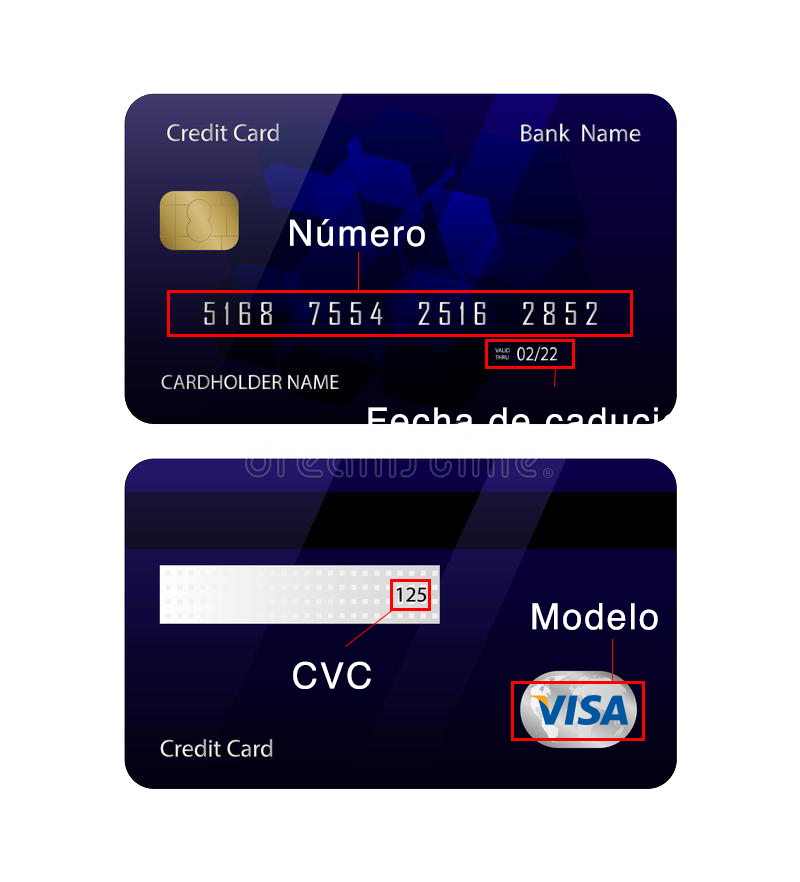 Credit Card
Bank Name
Número
5168 7554 2516 2852
VALID THRU 02/22
CARDHOLDER NAME
Fecha de caduci
dreamstime
125
Modelo
CVC
VISA
Credit Card